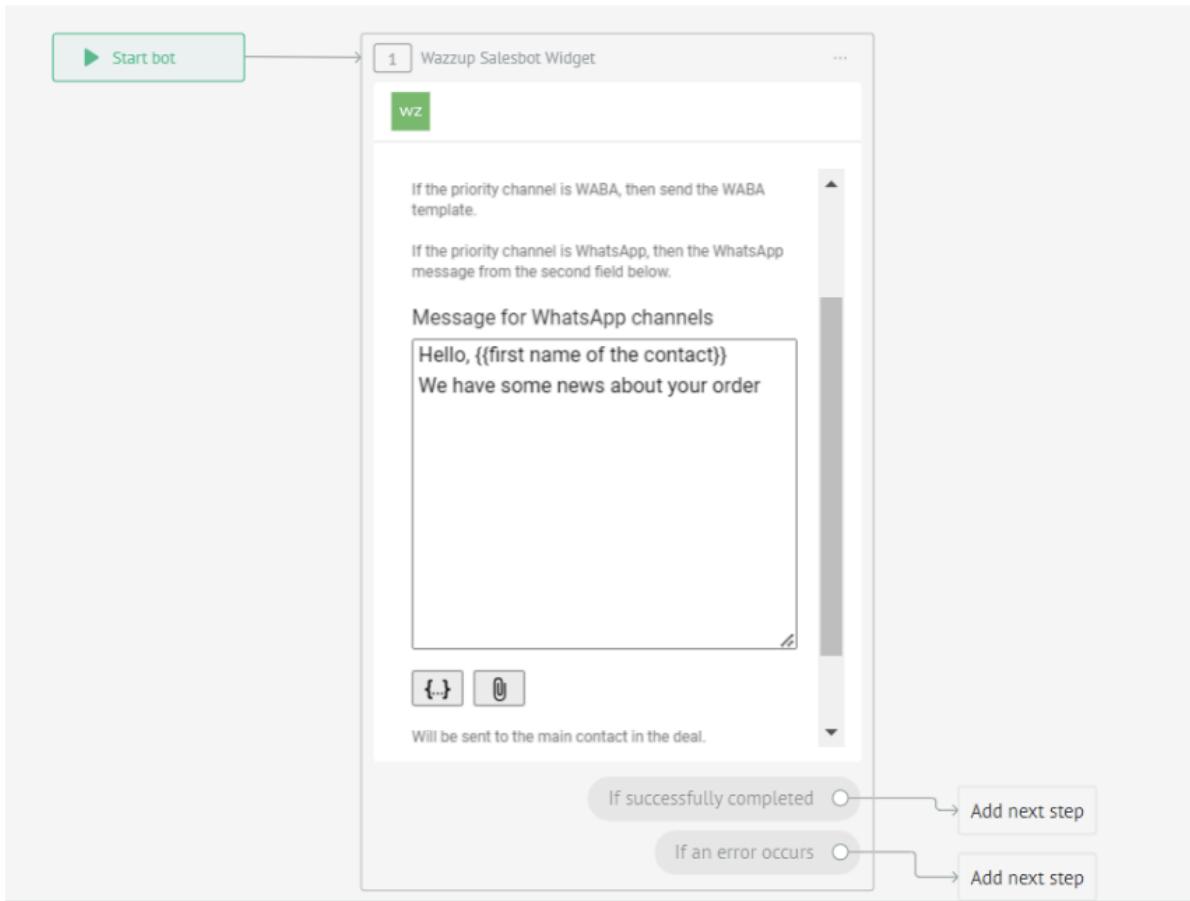 Start bot
1 Wazzup Salesbot Widget ...
WZ
If the priority channel is WABA, then send the WABA
template.
If the priority channel is WhatsApp, then the WhatsApp
message from the second field below.
Message for WhatsApp channels
Hello, {{first name of the contact}}
We have some news about your order
{...}
Will be sent to the main contact in the deal.
If successfully completed
Add next step
If an error occurs
Add next step